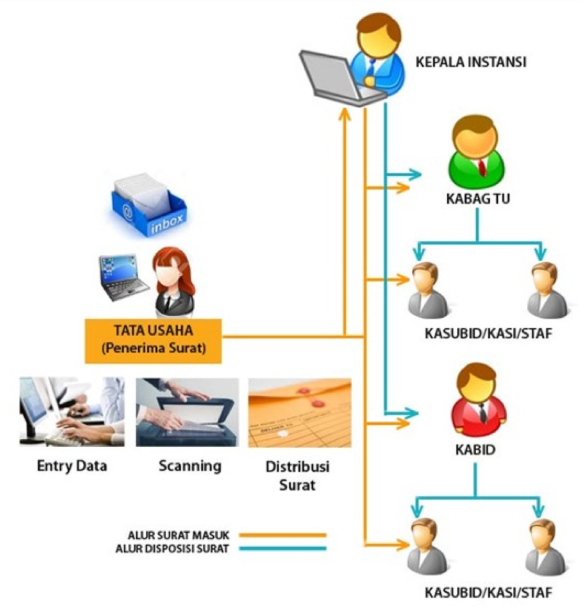 KEPALA INSTANSI
KABAG TU
@ inbox
KASUBID/KASI/STAF
TATA USAHA
(Penerima Surat)
KABID
Entry Data
Scanning
Distribusi
Surat
ALUR SURAT MASUK
ALUR DISPOSISI SURAT
KASUBID/KASI/STAF